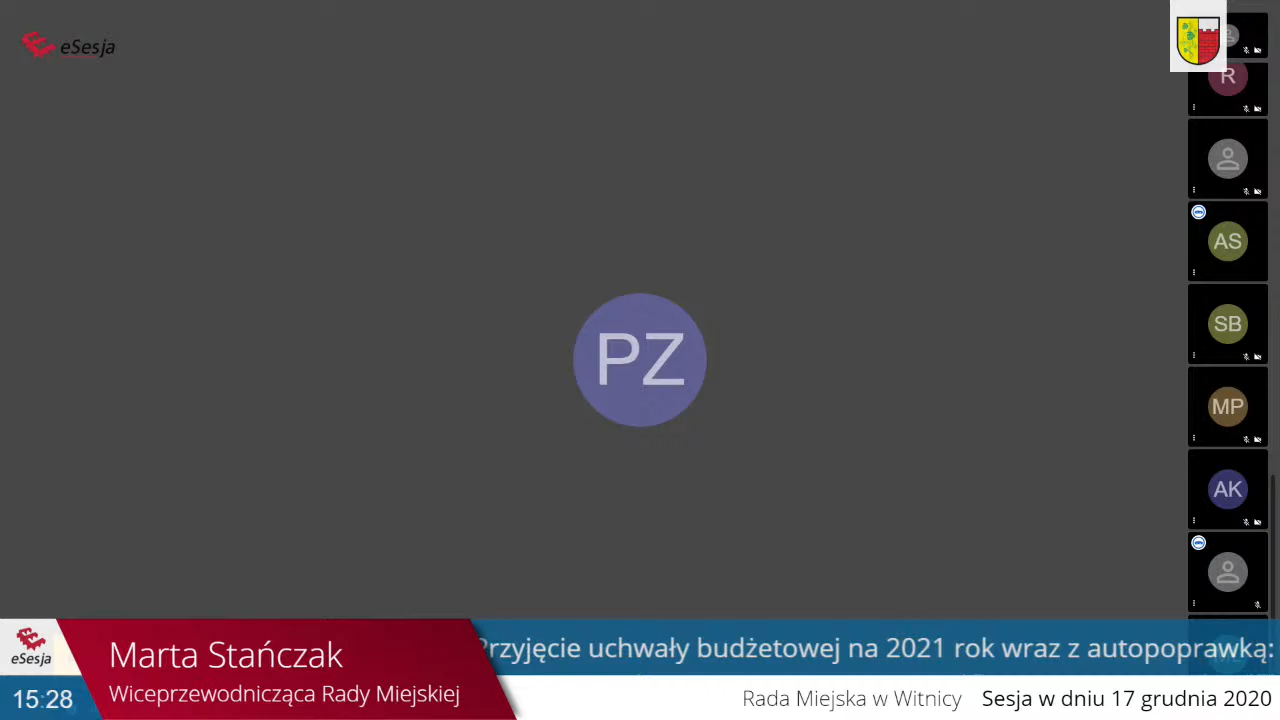 eSesja
R
AS
SB
PZ
MP
AK
Przyjęcie uchwały budżetowej na 2021 rok wraz z autopoprawką:
Marta Stańczak
Wiceprzewodnicząca Rady Miejskiej
eSesja
15:28
Rada Miejska w Witnicy Sesja w dniu 17 grudnia 2020